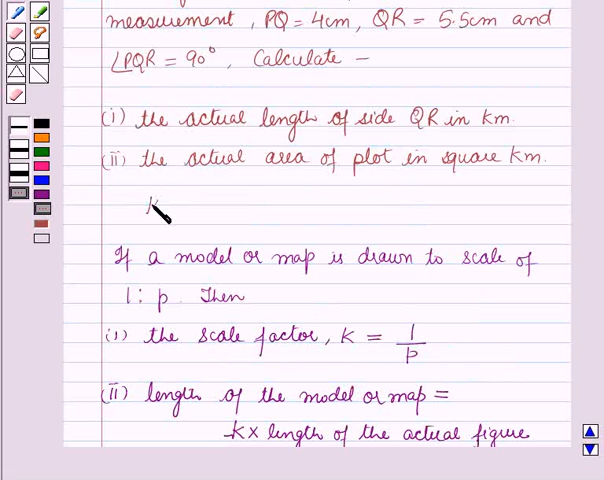 measurement, PQ = 4cm, QR = 5.5cm and
∠PQR = 90°, Calculate –
(i) the actual length of side QR in km.
(ii) the actual area of plot in square km.
K
If a model or map is drawn to scale of
1 : p. Then
(i) the scale factor, K = 1/p
(ii) length of the model or map =
K× length of the actual figure